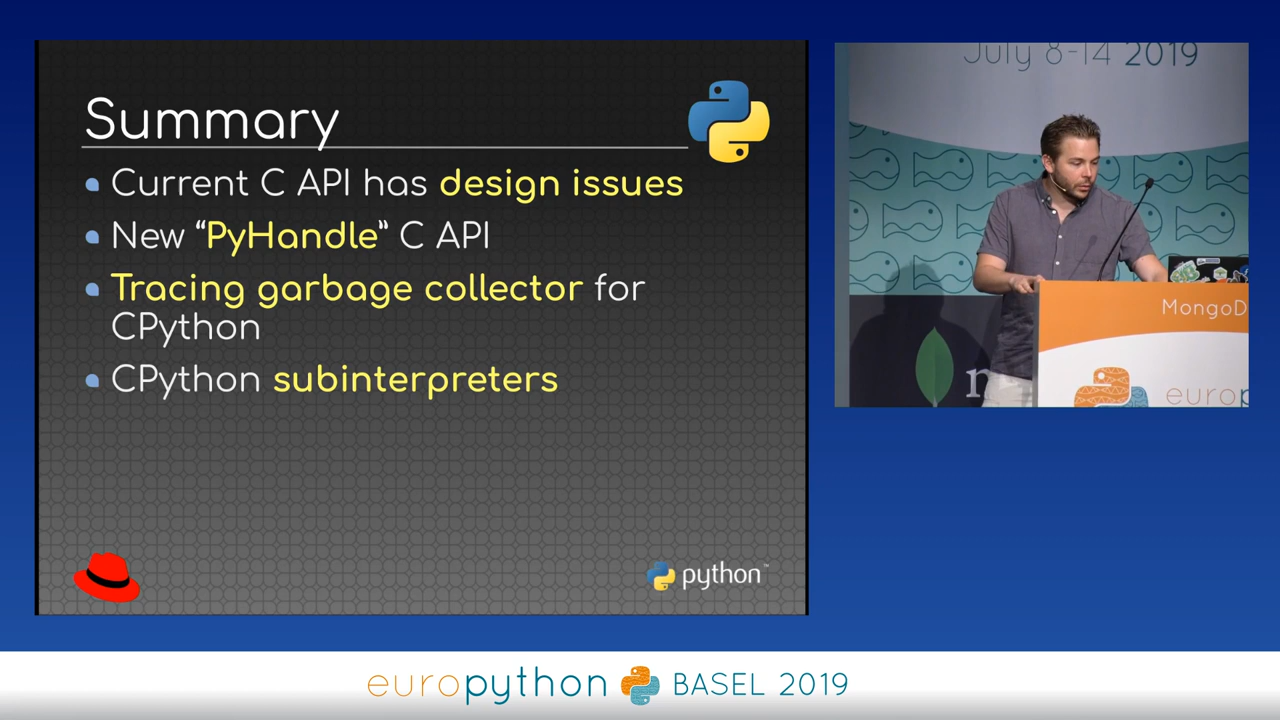 Summary
Current C API has design issues
New “PyHandle” C API
Tracing garbage collector for
CPython
CPython subinterpreters
python™
July 8-14 2019
MongoD
europ
europython BASEL 2019